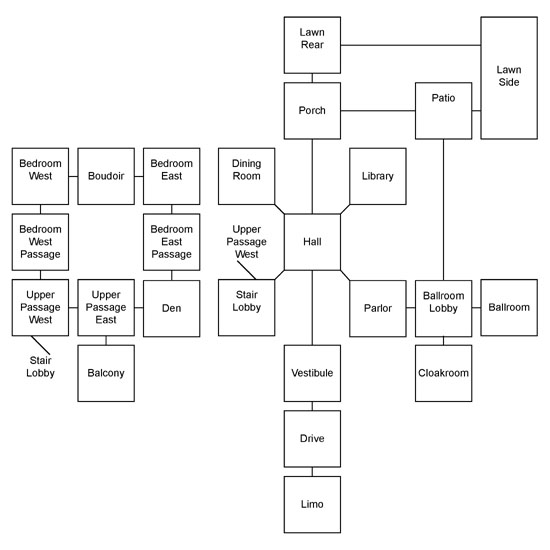 Lawn
Rear
Lawn
Side
Porch
Patio
Bedroom
West
Boudoir
Bedroom
East
Dining
Room
Library
Bedroom
West
Passage
Bedroom
East
Passage
Upper
Passage
West
Hall
Upper
Passage
West
Upper
Passage
East
Den
Stair
Lobby
Parlor
Ballroom
Lobby
Ballroom
Stair
Lobby
Balcony
Vestibule
Cloakroom
Drive
Limo